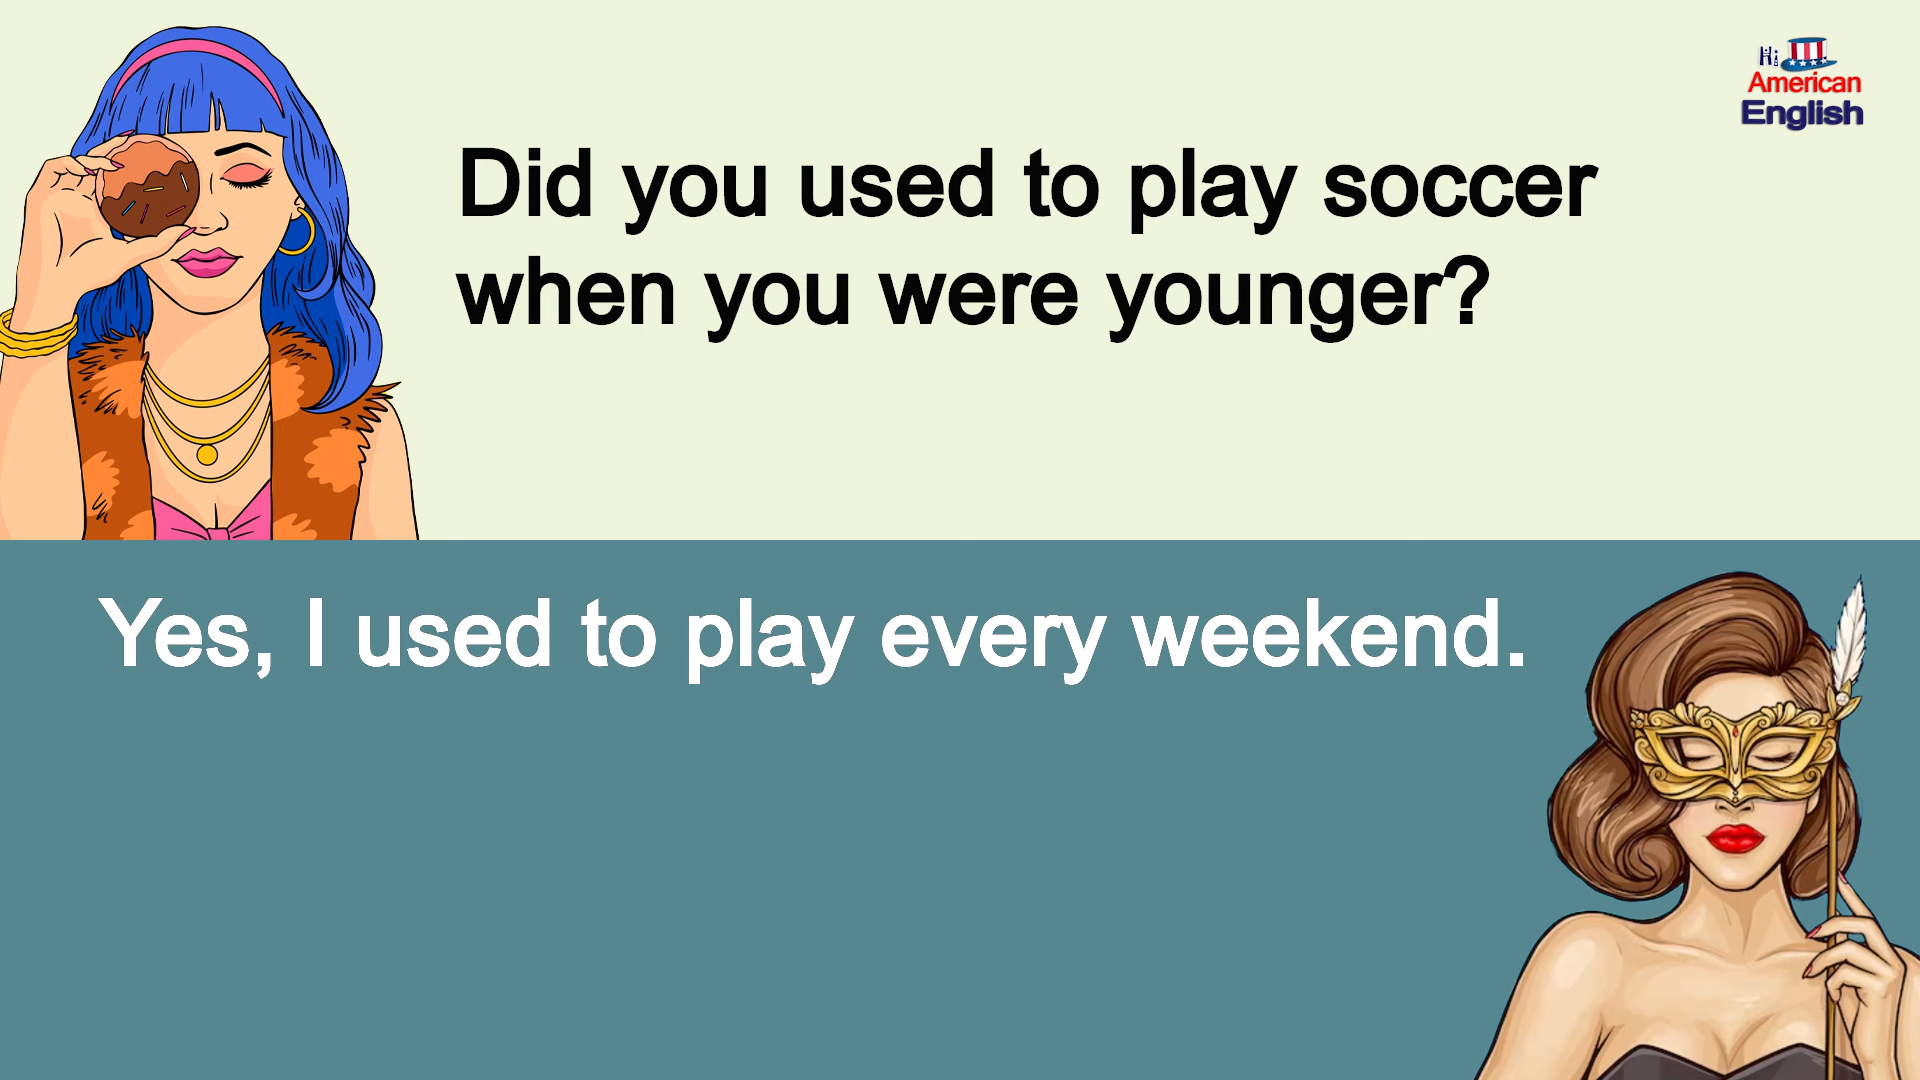 Hi
American
English
Did you used to play soccer
when you were younger?
Yes, I used to play every weekend.